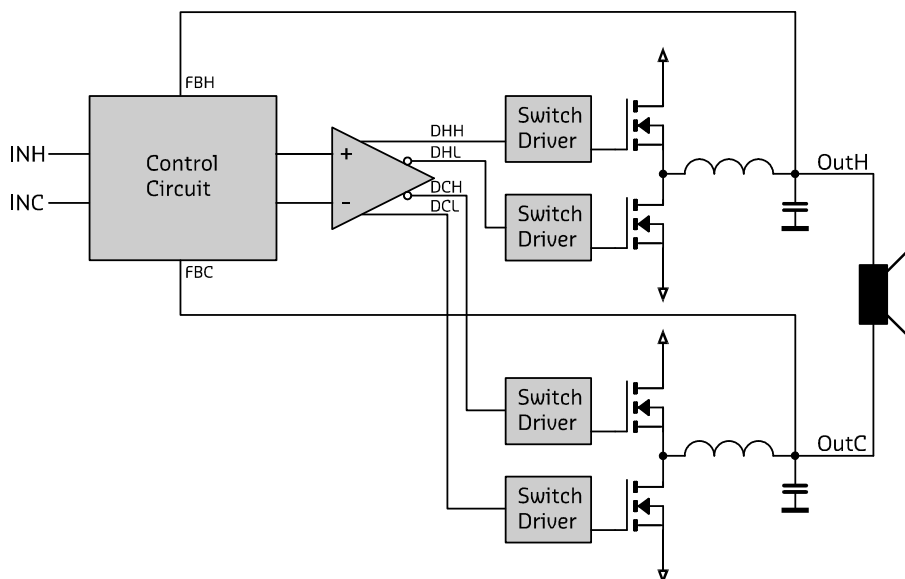 FBH
INH
INC
Control
Circuit
FBC
+
-
DHH
DHL
DCH
DCL
Switch
Driver
Switch
Driver
OutH
Switch
Driver
Switch
Driver
OutC